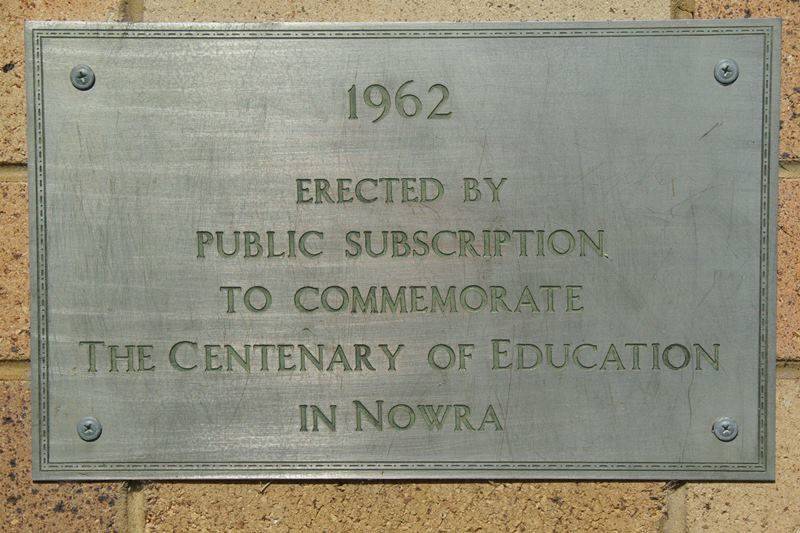 1962
ERECTED BY
PUBLIC SUBSCRIPTION
TO COMMEMORATE
THE CENTENARY OF EDUCATION
IN NOWRA